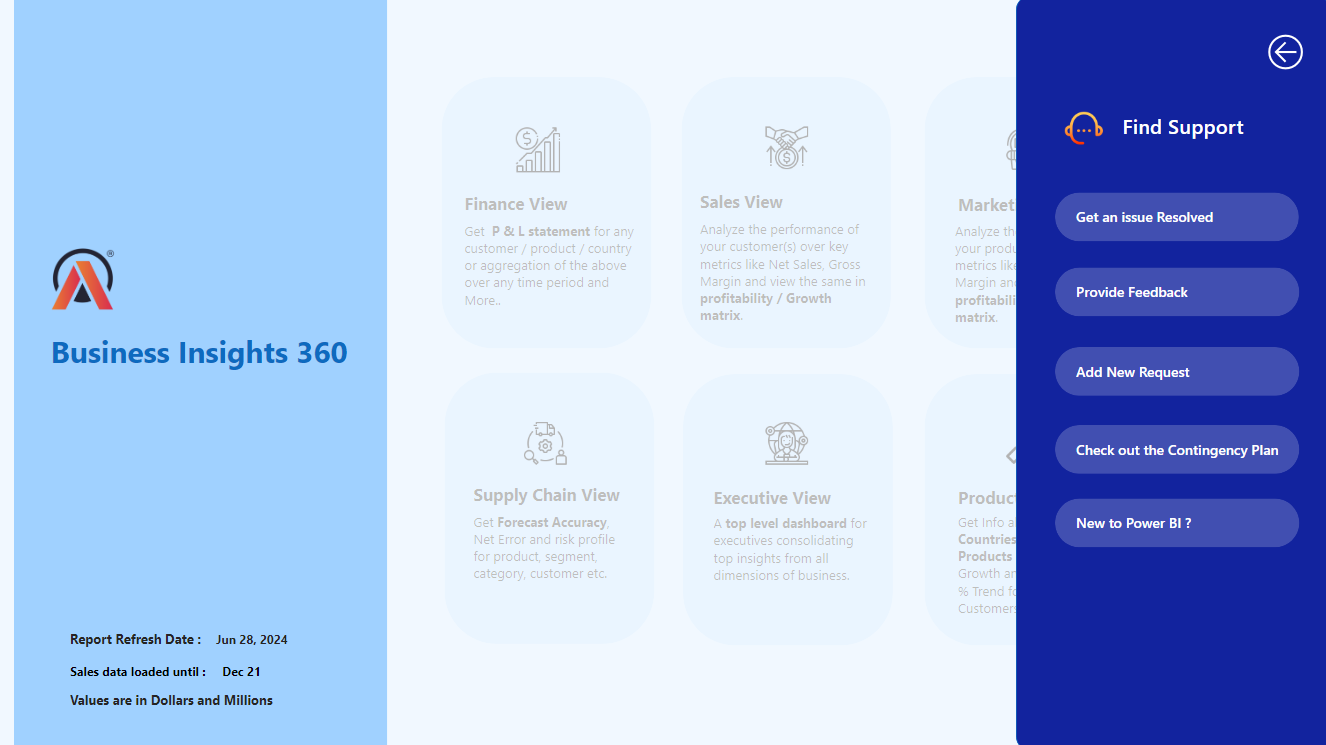 ®
Business Insights 360
Report Refresh Date : Jun 28, 2024
Sales data loaded until : Dec 21
Values are in Dollars and Millions
Finance View
Get P & L statement for any
customer / product / country
or aggregation of the above
over any time period and
More..
Sales View
Analyze the performance of
your customer(s) over key
metrics like Net Sales, Gross
Margin and view the same in
profitability / Growth
matrix.
Market
Analyze th
your produ
metrics like
Margin and
profitabili
matrix.
Supply Chain View
Get Forecast Accuracy,
Net Error and risk profile
for product, segment,
category, customer etc.
Executive View
A top level dashboard for
executives consolidating
top insights from all
dimensions of business.
Product
Get Info a
Countries
Products
Growth an
% Trend fo
Customers
Find Support
Get an issue Resolved
Provide Feedback
Add New Request
Check out the Contingency Plan
New to Power BI ?